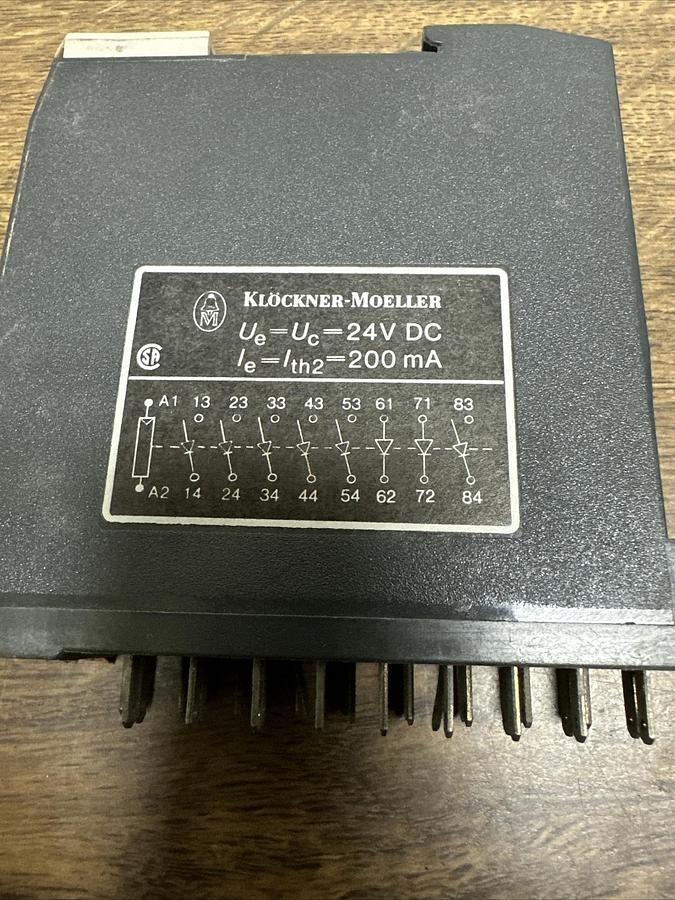 KLÖCKNER-MOELLER
M
Ue=Uc=24V DC
SA
Ie=Ith2=200 mA
A1 13 23 33 43 53 61 71 83
A2 14 24 34 44 54 62 72 84